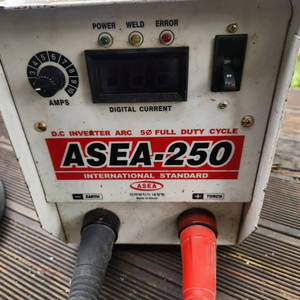 POWER WELD ERROR
AMPS
DIGITAL CURRENT
D.C INVERTER ARC 50 FULL DUTY CYCLE
ASEA-250
INTERNATIONAL STANDARD
ASEA
EARTH
TORCH